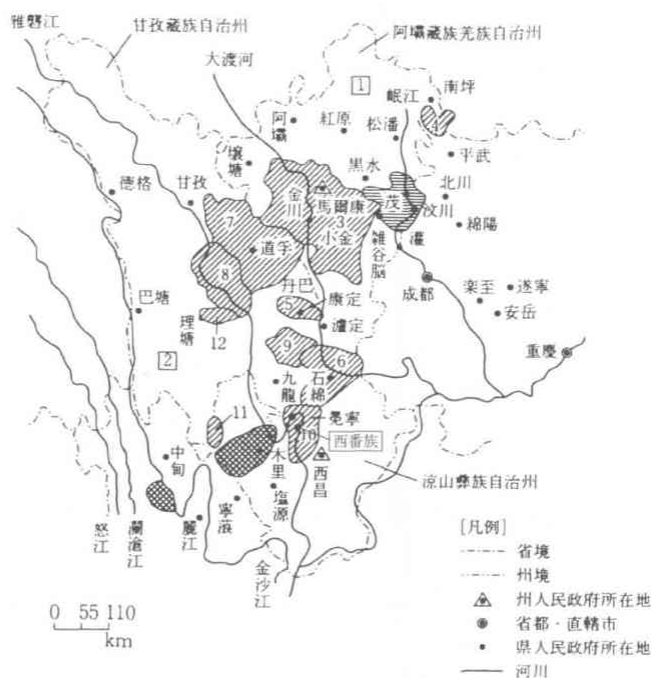 雅礱江
甘孜藏族自治州
阿壩藏族羌族自治州
大渡河
1
岷江
南坪
4
阿壩
紅原
松潘
壤塘
黒水
平武
徳格
甘孜
金川
馬爾康
3
小金
茂
北川
汶川
綿陽
7
道孚
雑谷脳
灌
8
丹巴
成都
楽至
遂寧
5
康定
安岳
巴塘
理塘
12
瀘定
9
6
重慶
2
九龍
石綿
11
冕寧
10
西番族
中甸
木里
西昌
涼山彝族自治州
塩源
寧蒗
麗江
怒江
瀾滄江
金沙江
[凡例]
省境
州境
州人民政府所在地
省都・直轄市
県人民政府所在地
河川
0 55 110
km